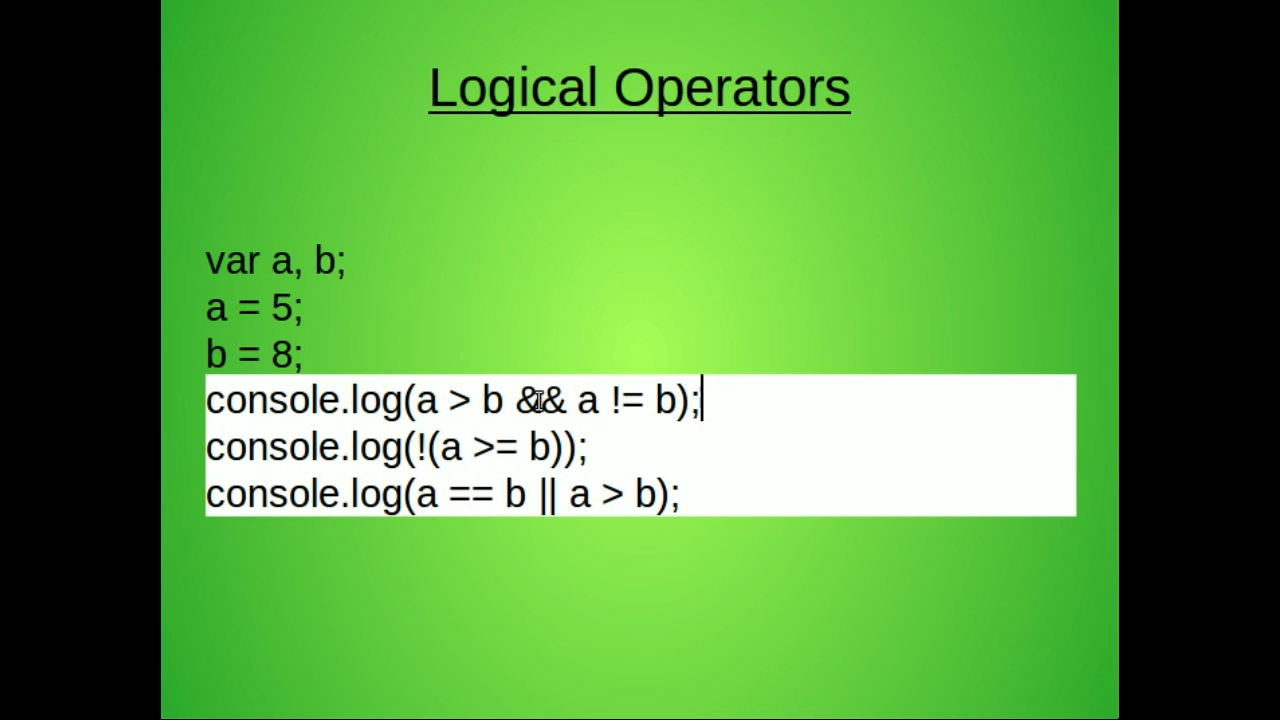 Logical Operators
var a, b;
a = 5;
b = 8;
console.log(a > b && a != b);
console.log(!(a >= b));
console.log(a == b || a > b);